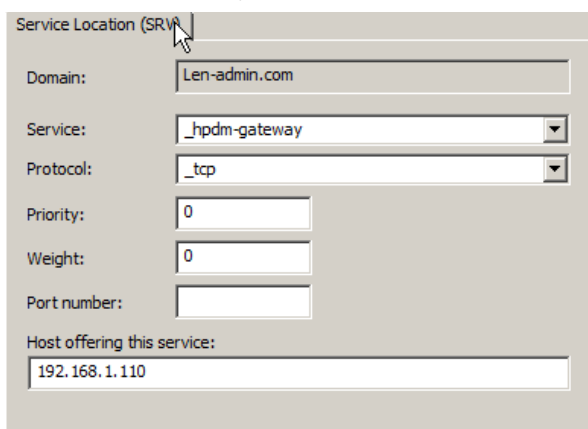 Service Location (SRV)
Domain: Len-admin.com
Service: _hpdm-gateway
Protocol: _tcp
Priority: 0
Weight: 0
Port number:
Host offering this service:
192.168.1.110